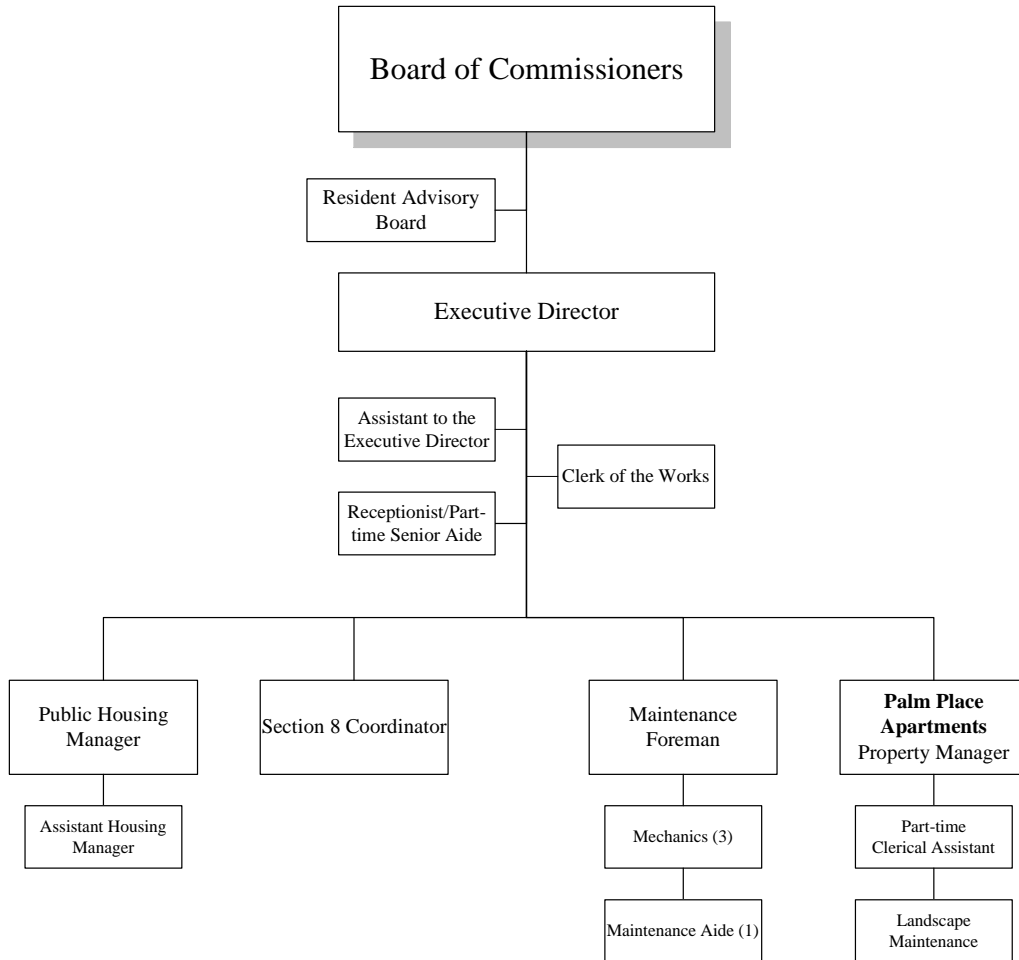 Board of Commissioners
Resident Advisory
Board
Executive Director
Assistant to the
Executive Director
Clerk of the Works
Receptionist/Part-
time Senior Aide
Public Housing
Manager
Section 8 Coordinator
Maintenance
Foreman
Palm Place
Apartments
Property Manager
Assistant Housing
Manager
Mechanics (3)
Part-time
Clerical Assistant
Maintenance Aide (1)
Landscape
Maintenance